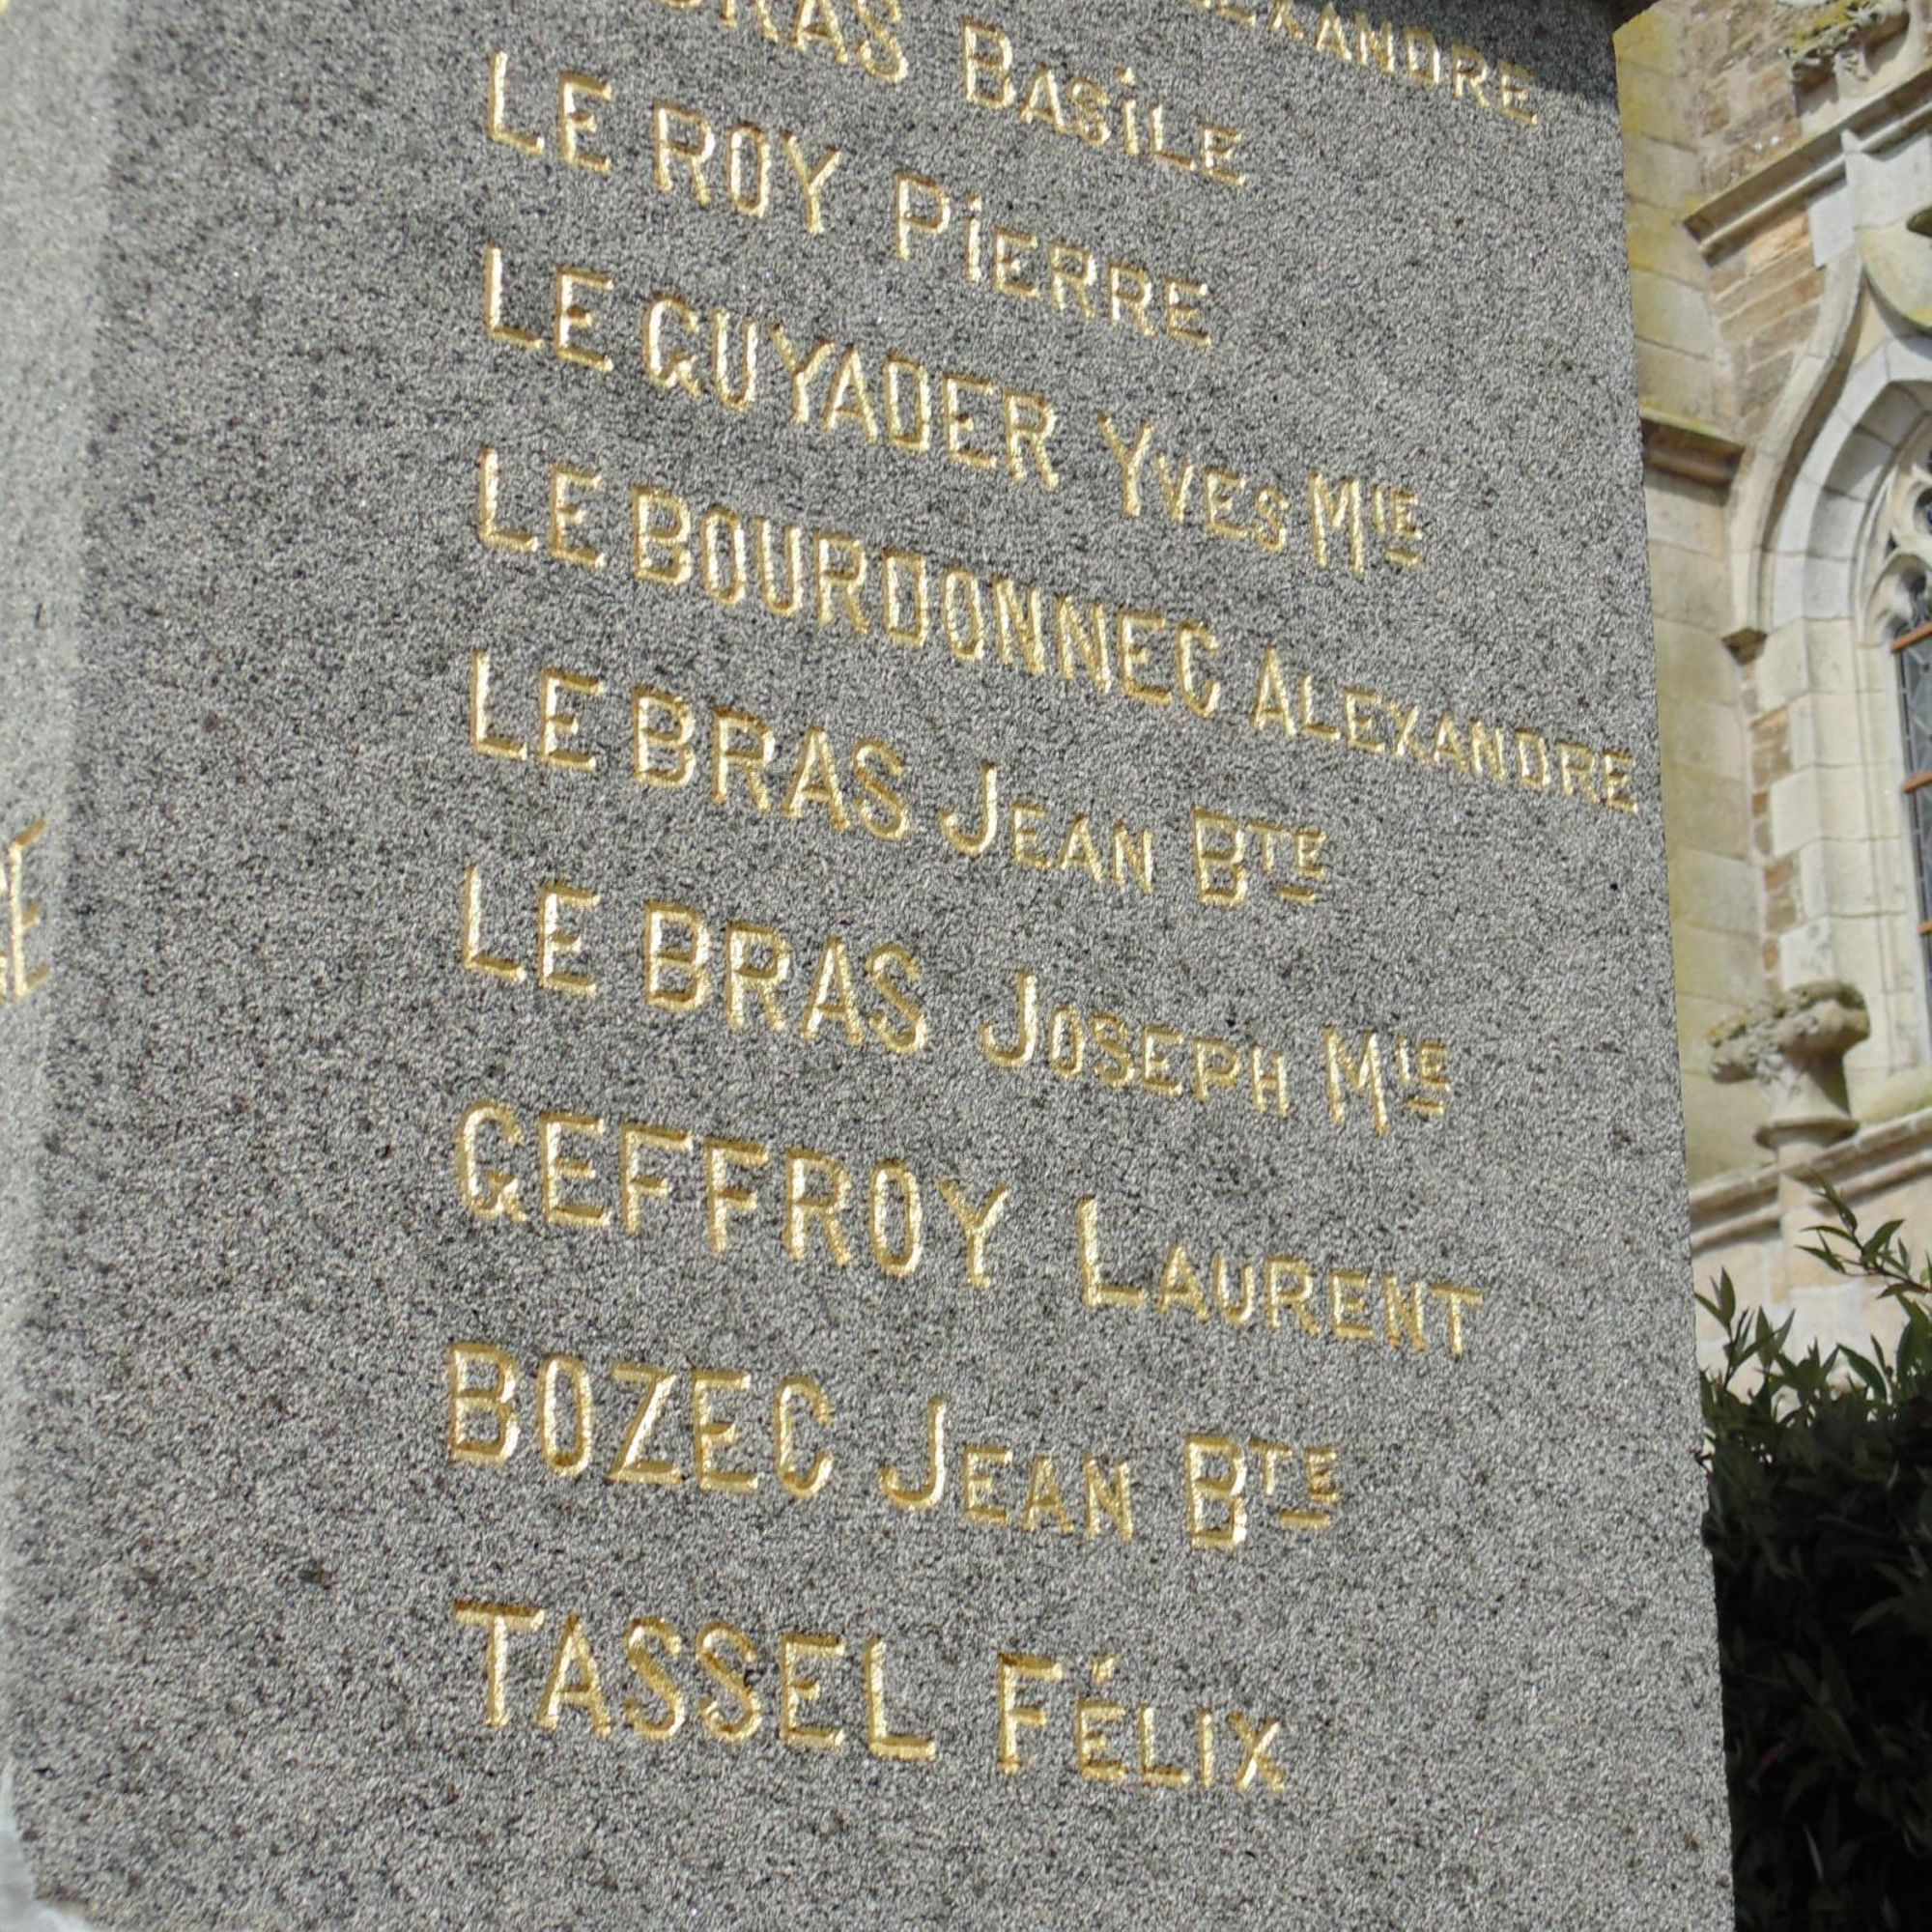 BASiLE
LE ROY PiERRE
LE GUYADER YVES MIE
LE BOURDONNEC ALEXANDRE
LE BRAS JEAN BTE
LE BRAS JOSEPH MIE
GEFFROY LAURENT
BOZEC JEAN BTE
TASSEL FÉLIX